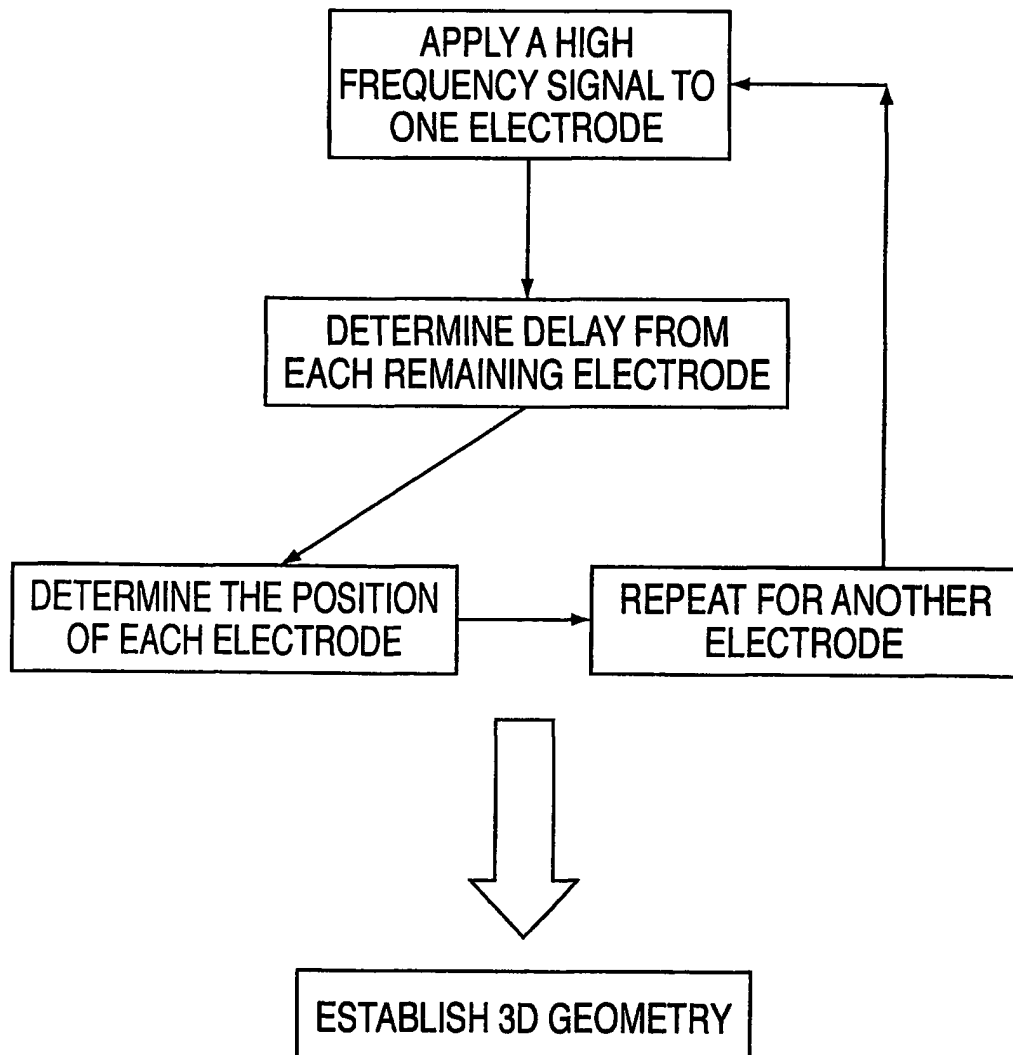 APPLY A HIGH
FREQUENCY SIGNAL TO
ONE ELECTRODE
DETERMINE DELAY FROM
EACH REMAINING ELECTRODE
DETERMINE THE POSITION
OF EACH ELECTRODE
REPEAT FOR ANOTHER
ELECTRODE
ESTABLISH 3D GEOMETRY